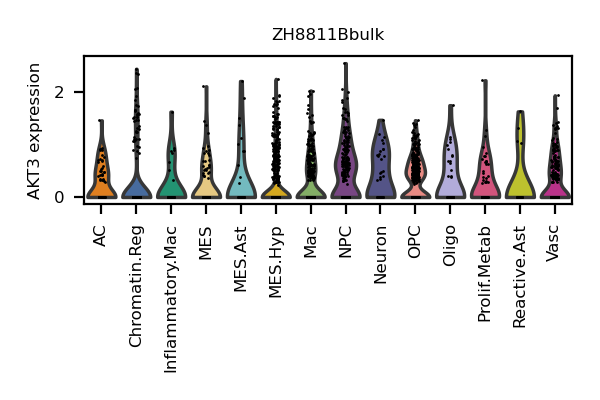 ZH8811Bbulk
AKT3 expression
2
0
AC
Chromatin.Reg
Inflammatory.Mac
MES
MES.Ast
MES.Hyp
Mac
NPC
Neuron
OPC
Oligo
Prolif.Metab
Reactive.Ast
Vasc